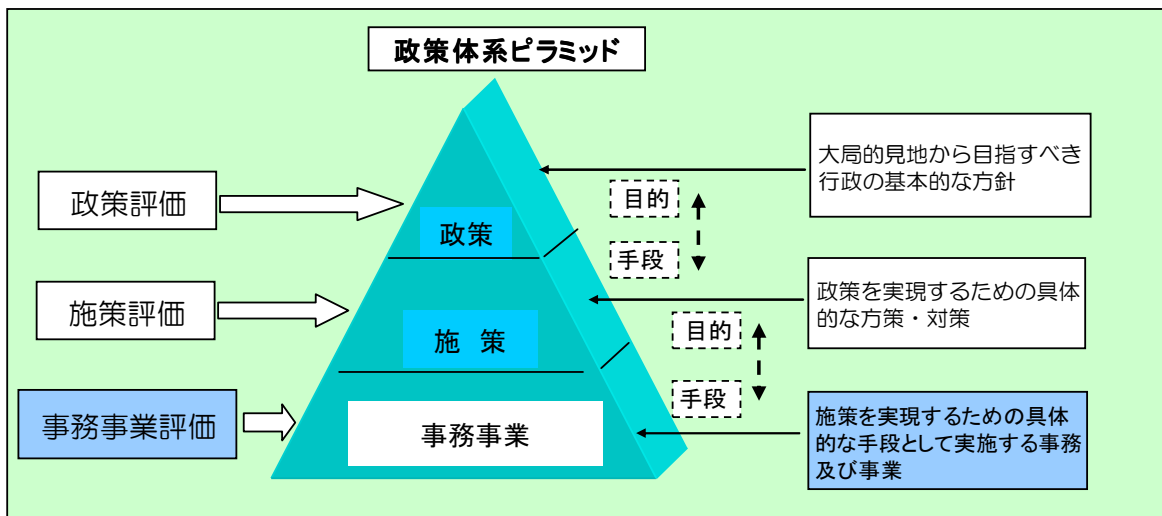 政策体系ピラミッド
政策評価
施策評価
事務事業評価
政策
施 策
事務事業
目的
手段
目的
手段
大局的見地から目指すべき
行政の基本的な方針
政策を実現するための具体
的な方策・対策
施策を実現するための具体
的な手段として実施する事務
及び事業